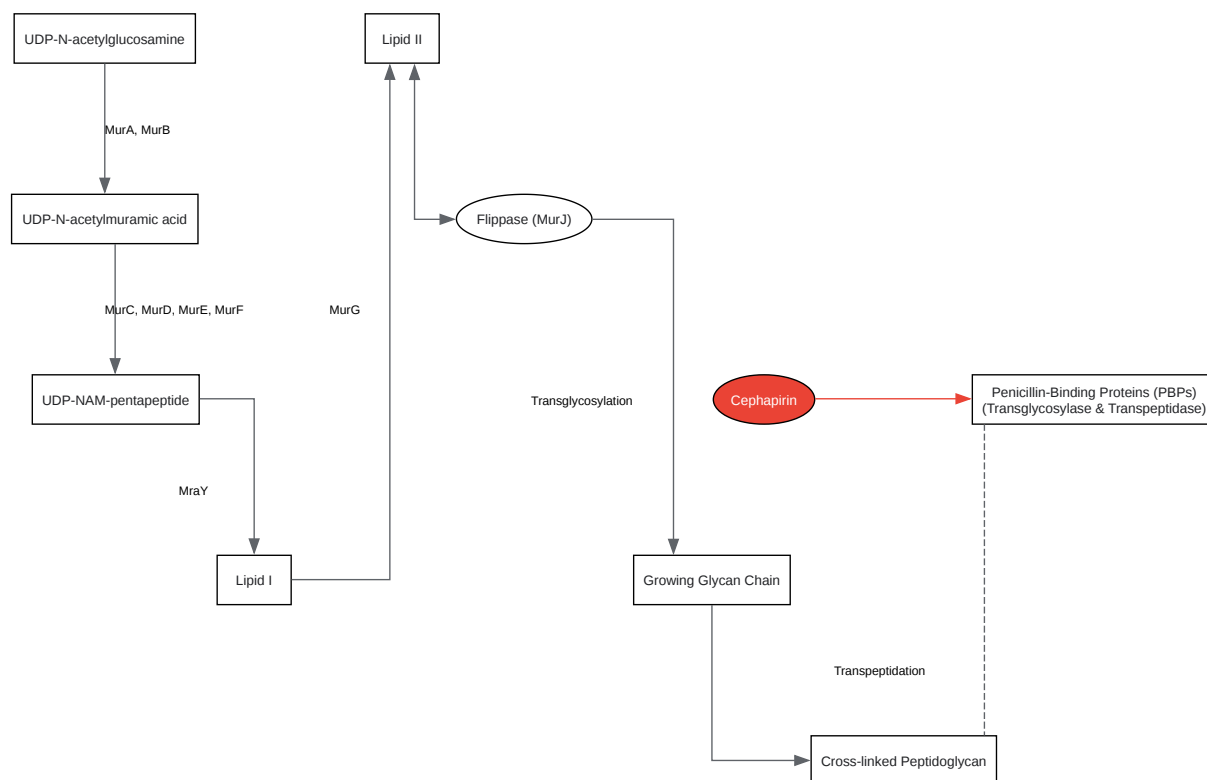 UDP-N-acetylglucosamine
Lipid II
MurA, MurB
UDP-N-acetylmuramic acid
Flippase (MurJ)
MurC, MurD, MurE, MurF
MurG
UDP-NAM-pentapeptide
Transglycosylation
Cephapirin
Penicillin-Binding Proteins (PBPs)
(Transglycosylase & Transpeptidase)
MraY
Lipid I
Growing Glycan Chain
Transpeptidation
Cross-linked Peptidoglycan